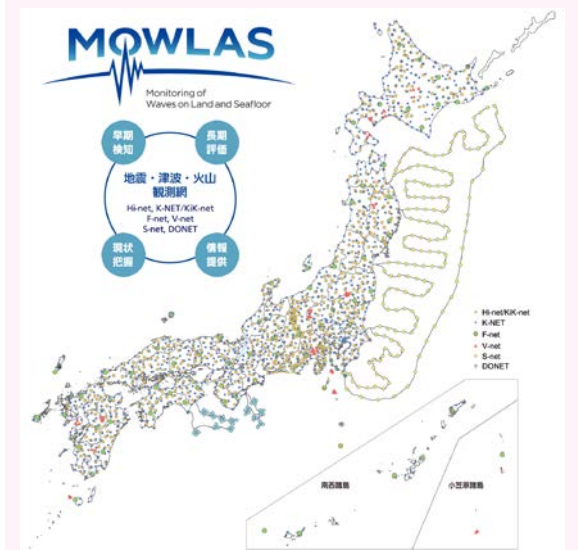 MOWLAS
Monitoring of
Waves on Land and Seafloor
早期
検知
長期
評価
地震・津波・火山
観測網
Hi-net, K-NET/KiK-net
F-net, V-net
S-net, DONET
現状
把握
情報
提供
Hi-net/KiK-net
K-NET
F-net
V-net
S-net
DONET
南西諸島
小笠原諸島